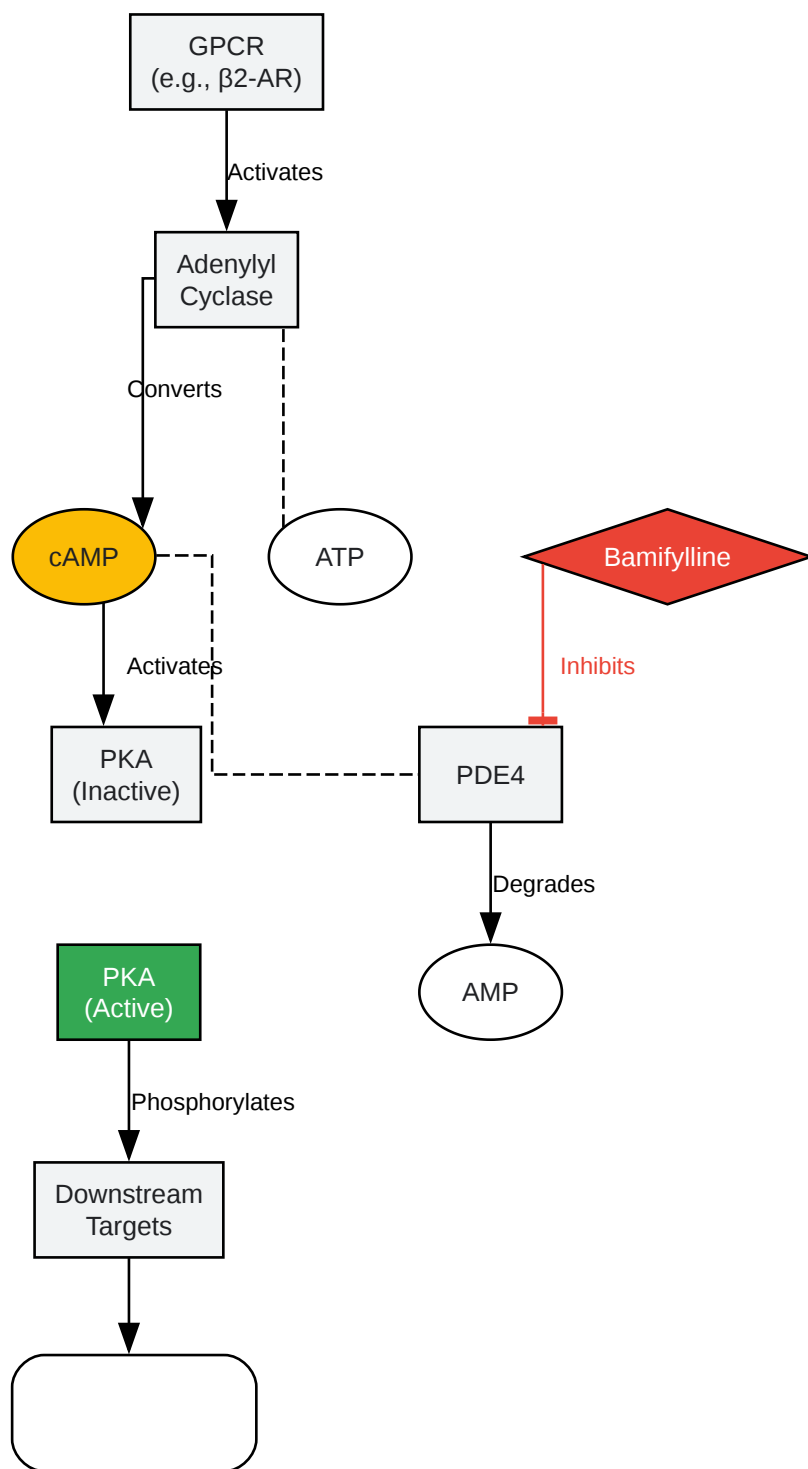 GPCR
(e.g., β2-AR)
Activates
Adenylyl
Cyclase
Converts
cAMP
ATP
Bamifylline
Activates
Inhibits
PKA
(Inactive)
PDE4
Degrades
PKA
(Active)
AMP
Phosphorylates
Downstream
Targets